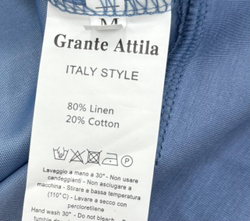 M
Grante Attila
ITALY STYLE
80% Linen
20% Cotton
Lavaggio a mano a 30° - Non usare
candeggianti - Non asciugare a
macchina - Stirare a bassa temperatura
(110° C) - Lavare a secco con
percloroetilene
Hand wash 30° - Do not bleach